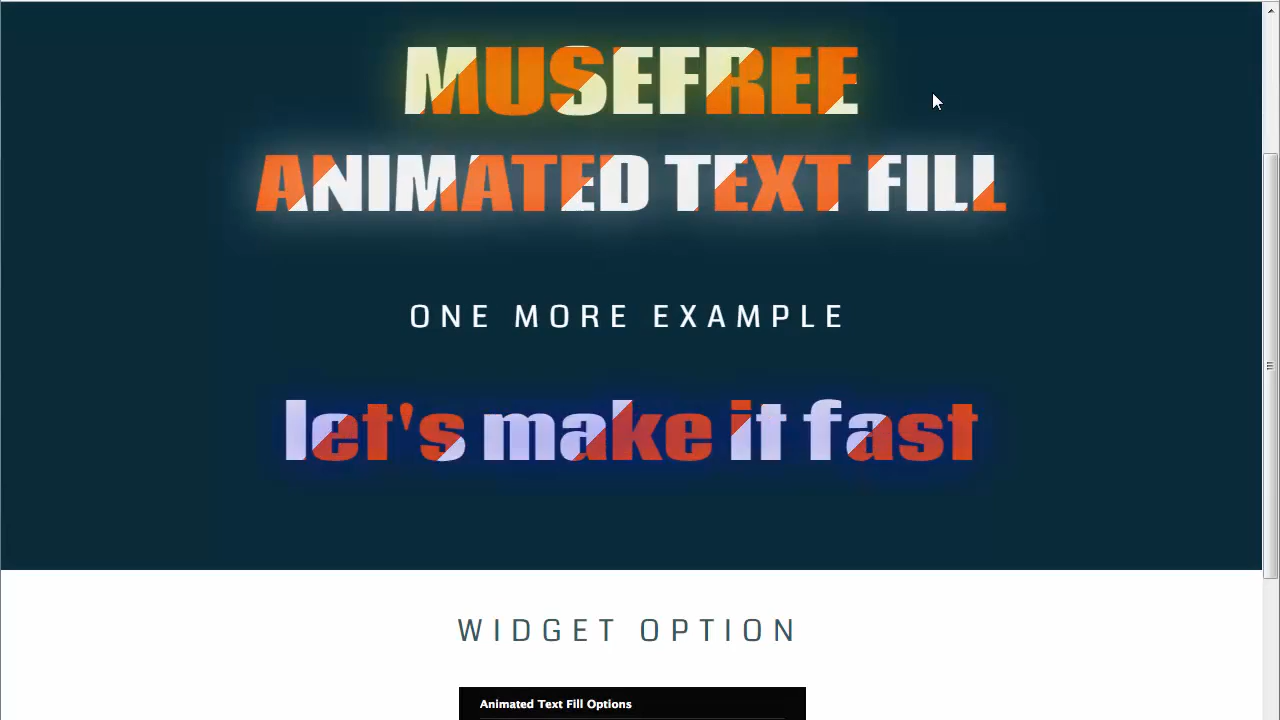 MUSEFREE
ANIMATED TEXT FILL
ONE MORE EXAMPLE
let's make it fast
WIDGET OPTION
Animated Text Fill Options